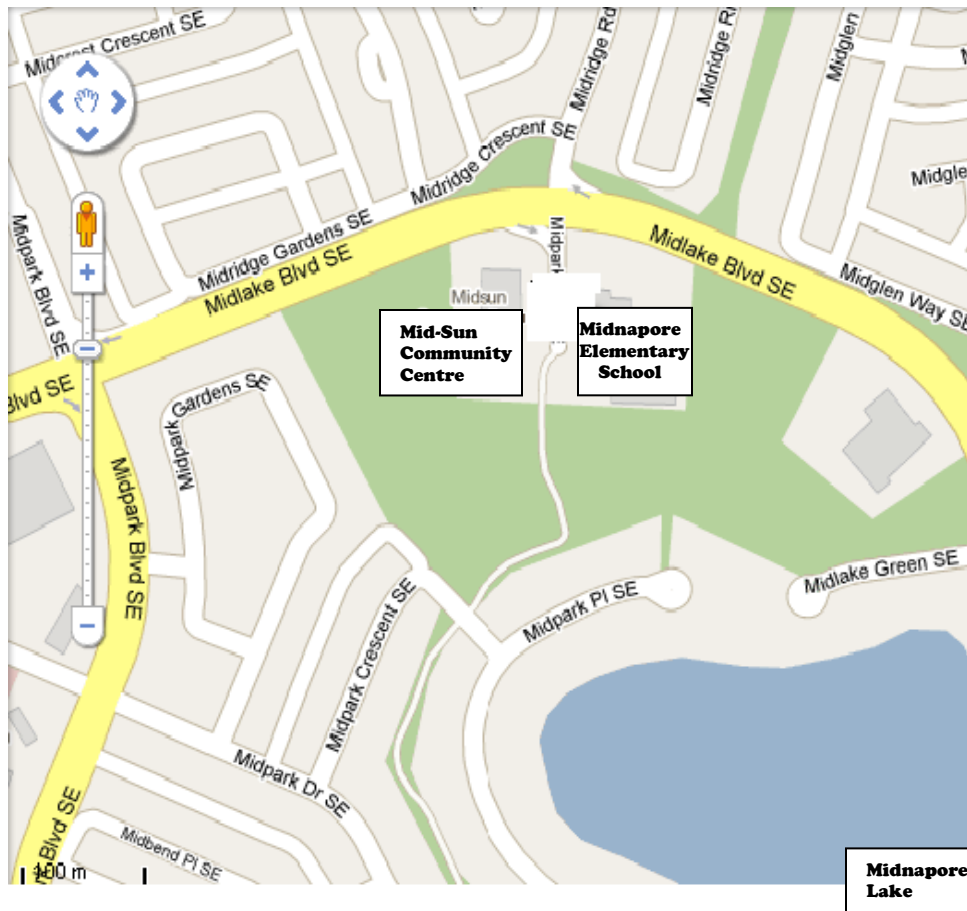 Midcrest Crescent SE
Midridge Rd
Midridge R
Midglen
Midridge Crescent SE
Midglen
Midpark Blvd SE
Midridge Gardens SE
Midlake Blvd SE
Midpark
Midlake Blvd SE
Midglen Way SE
Midsun
Mid-Sun
Community
Centre
Midnapore
Elementary
School
Blvd SE
Midpark Gardens SE
Midpark Blvd SE
Midlake Green SE
Midpark Pl SE
Midpark Crescent SE
Midpark Dr SE
Blvd SE
Midbend Pl SE
100 m
Midnapore
Lake